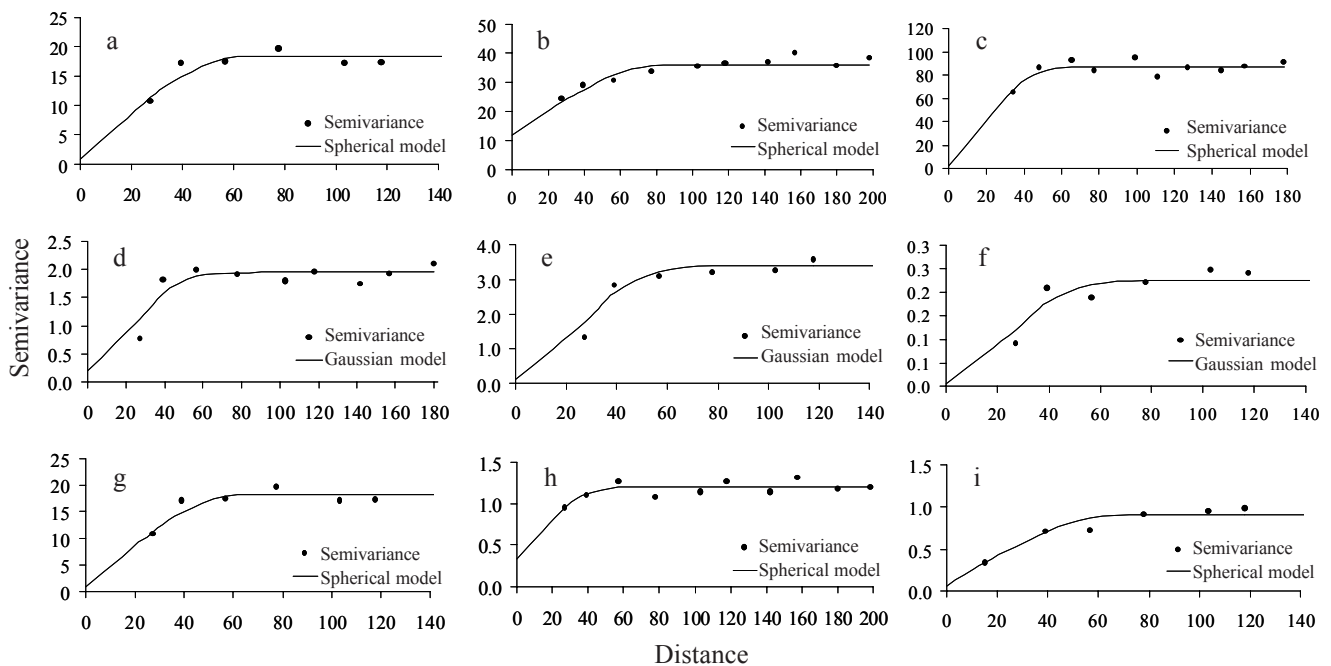 a
25
20
15
10
5
0
Semivariance
Spherical model
0 20 40 60 80 100 120 140
b
50
40
30
20
10
0
Semivariance
Spherical model
0 20 40 60 80 100 120 140 160 180 200
c
120
100
80
60
40
20
0
Semivariance
Spherical model
0 20 40 60 80 100 120 140 160 180
Semivariance
d
2.5
2.0
1.5
1.0
0.5
0.0
Semivariance
Gaussian model
0 20 40 60 80 100 120 140 160 180
e
4.0
3.0
2.0
1.0
0.0
Semivariance
Gaussian model
0 20 40 60 80 100 120 140
f
0.3
0.3
0.2
0.2
0.1
0.1
0.0
Semivariance
Gaussian model
0 20 40 60 80 100 120 140
g
25
20
15
10
5
0
Semivariance
Spherical model
0 20 40 60 80 100 120 140
h
1.5
1.0
0.5
0.0
Semivariance
Spherical model
0 20 40 60 80 100 120 140 160 180 200
i
1.5
1.0
0.5
0.0
Semivariance
Spherical model
0 20 40 60 80 100 120 140
Distance